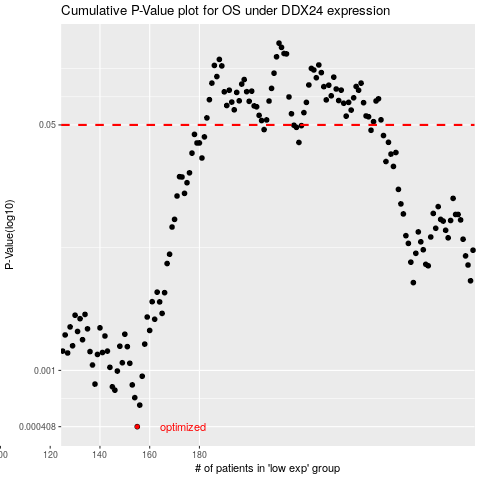 Cumulative P-Value plot for OS under DDX24 expression
P-Value(log10)
0.05
0.001
0.000408
optimized
00 120 140 160 180
# of patients in 'low exp' group